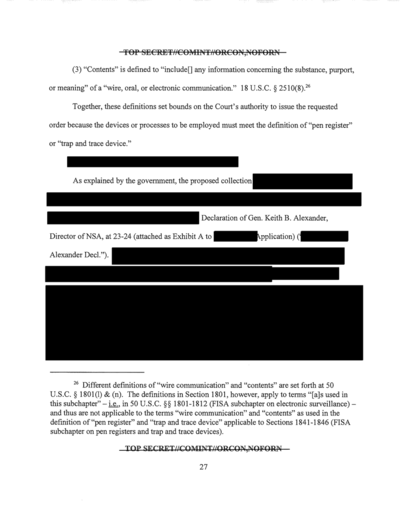 TOP SECRET//COMINT//ORCON,NOFORN
(3) "Contents" is defined to "include[] any information concerning the substance, purport,
or meaning" of a "wire, oral, or electronic communication." 18 U.S.C. § 2510(8).26
Together, these definitions set bounds on the Court's authority to issue the requested
order because the devices or processes to be employed must meet the definition of "pen register"
or "trap and trace device."
As explained by the government, the proposed collection
Declaration of Gen. Keith B. Alexander,
Director of NSA, at 23-24 (attached as Exhibit A to Application) ("
Alexander Decl.").
26 Different definitions of "wire communication" and "contents" are set forth at 50
U.S.C. § 1801(l) & (n). The definitions in Section 1801, however, apply to terms "[a]s used in
this subchapter" – i.e., in 50 U.S.C. §§ 1801-1812 (FISA subchapter on electronic surveillance) –
and thus are not applicable to the terms "wire communication" and "contents" as used in the
definition of "pen register" and "trap and trace device" applicable to Sections 1841-1846 (FISA
subchapter on pen registers and trap and trace devices).
TOP SECRET//COMINT//ORCON,NOFORN
27